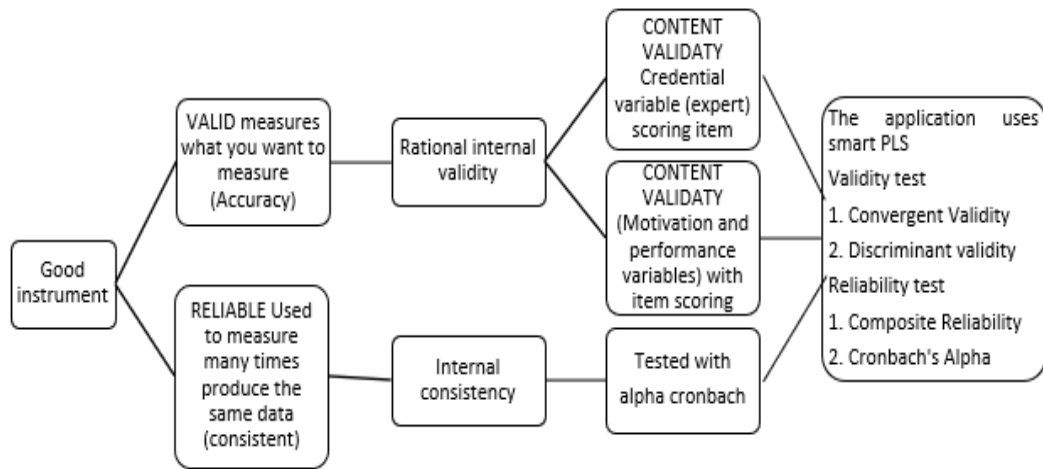 Good
instrument
VALID measures
what you want to
measure
(Accuracy)
RELIABLE Used
to measure
many times
produce the
same data
(consistent)
Rational internal
validity
Internal
consistency
CONTENT
VALIDATY
Credential
variable (expert)
scoring item
CONTENT
VALIDATY
(Motivation and
performance
variables) with
item scoring
Tested with
alpha cronbach
The application uses
smart PLS
Validity test
1. Convergent Validity
2. Discriminant validity
Reliability test
1. Composite Reliability
2. Cronbach's Alpha